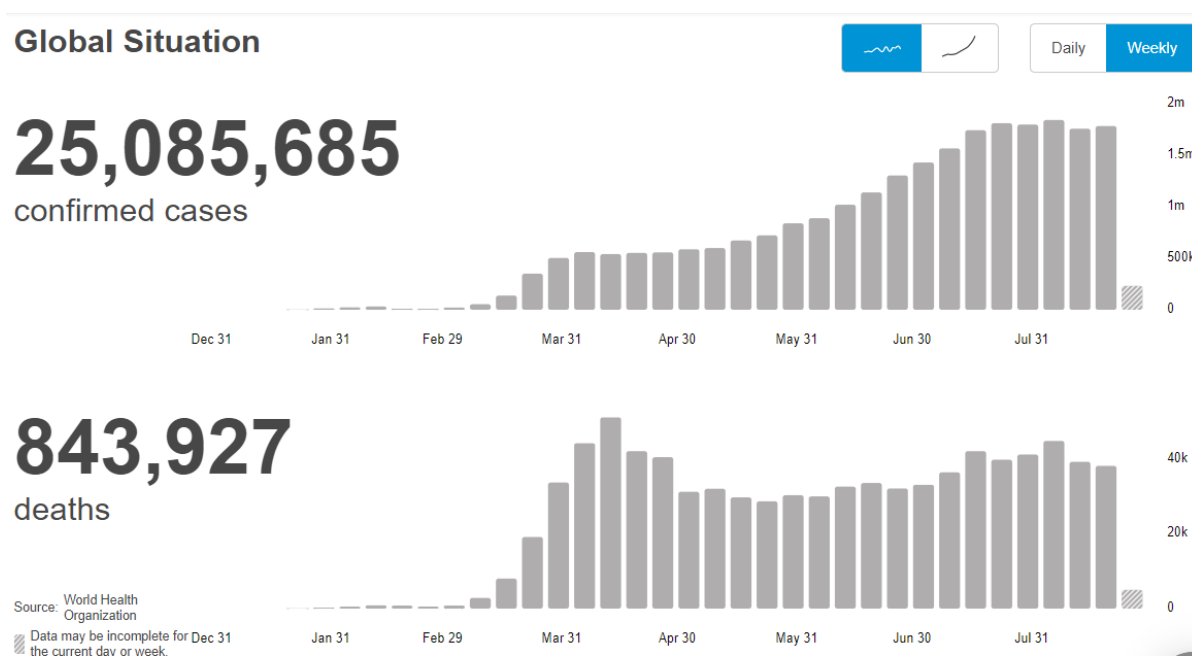 Global Situation
Daily
Weekly
25,085,685
confirmed cases
2m
1.5m
1m
500k
0
Dec 31
Jan 31
Feb 29
Mar 31
Apr 30
May 31
Jun 30
Jul 31
843,927
deaths
40k
20k
0
Source:
World Health
Organization
Data may be incomplete for
the current day or week.
Dec 31
Jan 31
Feb 29
Mar 31
Apr 30
May 31
Jun 30
Jul 31